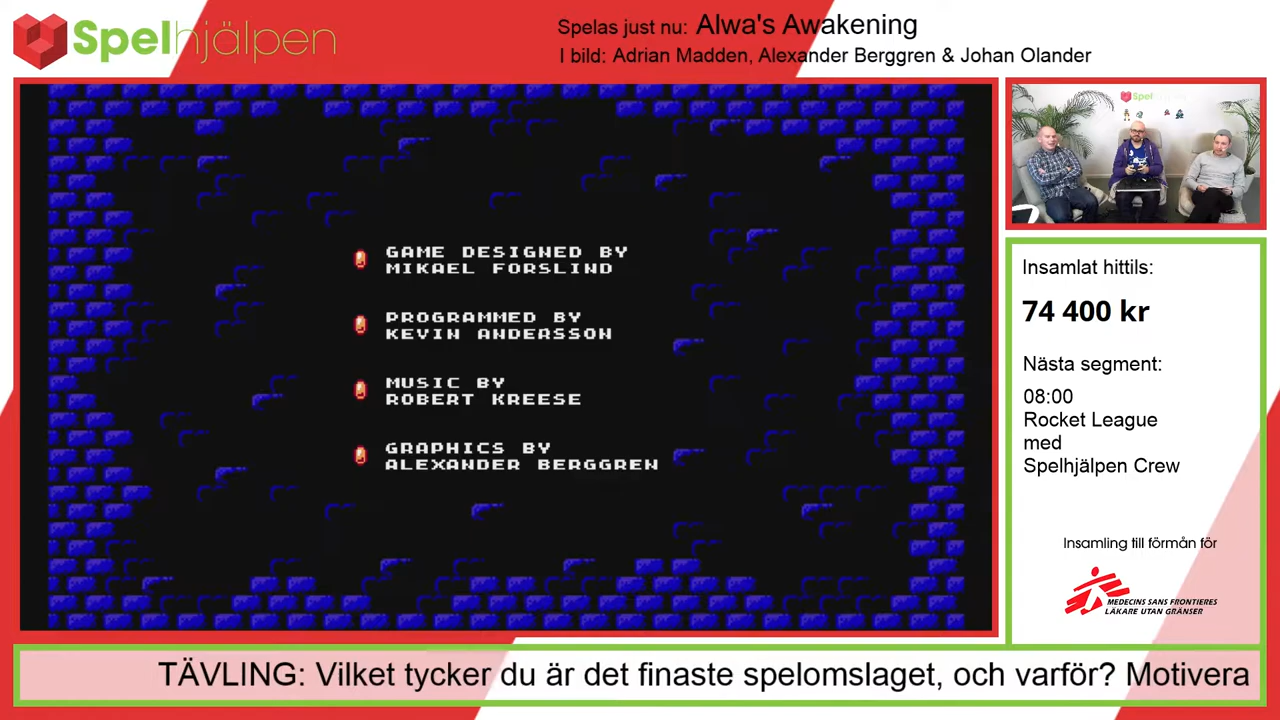 Spelhjälpen
Spelas just nu: Alwa's Awakening
I bild: Adrian Madden, Alexander Berggren & Johan Olander
GAME DESIGNED BY
MIKAEL FORSLIND
PROGRAMMED BY
KEVIN ANDERSSON
MUSIC BY
ROBERT KREESE
GRAPHICS BY
ALEXANDER BERGGREN
Spel
Insamlat hittils:
74 400 kr
Nästa segment:
08:00
Rocket League
med
Spelhjälpen Crew
Insamling till förmån för
MEDECINS SANS FRONTIERES
LÄKARE UTAN GRÄNSER
TÄVLING: Vilket tycker du är det finaste spelomslaget, och varför? Motivera